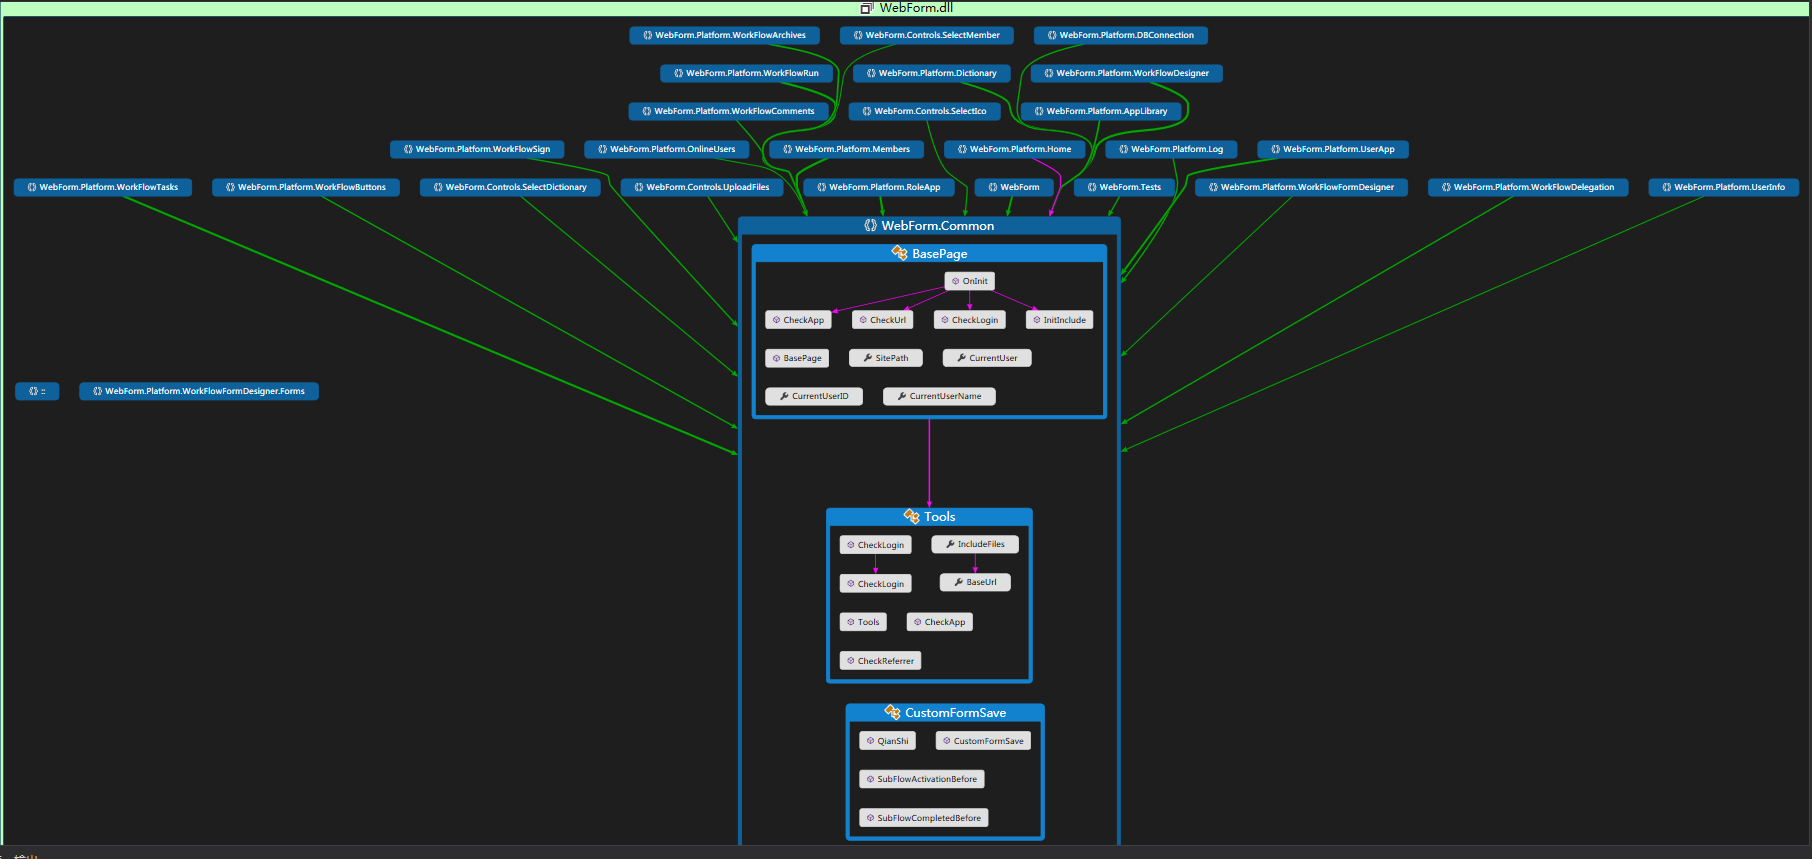 WebForm.dll
WebForm.Platform.WorkFlowArchives
WebForm.Controls.SelectMember
WebForm.Platform.DBConnection
WebForm.Platform.WorkFlowRun
WebForm.Platform.Dictionary
WebForm.Platform.WorkFlowDesigner
WebForm.Platform.WorkFlowComments
WebForm.Controls.SelectIco
WebForm.Platform.AppLibrary
WebForm.Platform.WorkFlowSign
WebForm.Platform.OnlineUsers
WebForm.Platform.Members
WebForm.Platform.Home
WebForm.Platform.Log
WebForm.Platform.UserApp
WebForm.Platform.WorkFlowTasks
WebForm.Platform.WorkFlowButtons
WebForm.Controls.SelectDictionary
WebForm.Controls.UploadFiles
WebForm.Platform.RoleApp
WebForm
WebForm.Tests
WebForm.Platform.WorkFlowFormDesigner
WebForm.Platform.WorkFlowDelegation
WebForm.Platform.UserInfo
WebForm.Common
BasePage
OnInit
CheckApp
CheckUrl
CheckLogin
InitInclude
BasePage
SitePath
CurrentUser
::
WebForm.Platform.WorkFlowFormDesigner.Forms
CurrentUserID
CurrentUserName
Tools
CheckLogin
IncludeFiles
CheckLogin
BaseUrl
Tools
CheckApp
CheckReferrer
CustomFormSave
QianShi
CustomFormSave
SubFlowActivationBefore
SubFlowCompletedBefore